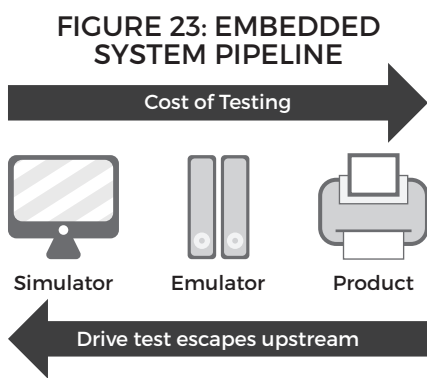 FIGURE 23: EMBEDDED
SYSTEM PIPELINE
Cost of Testing
Simulator
Emulator
Product
Drive test escapes upstream